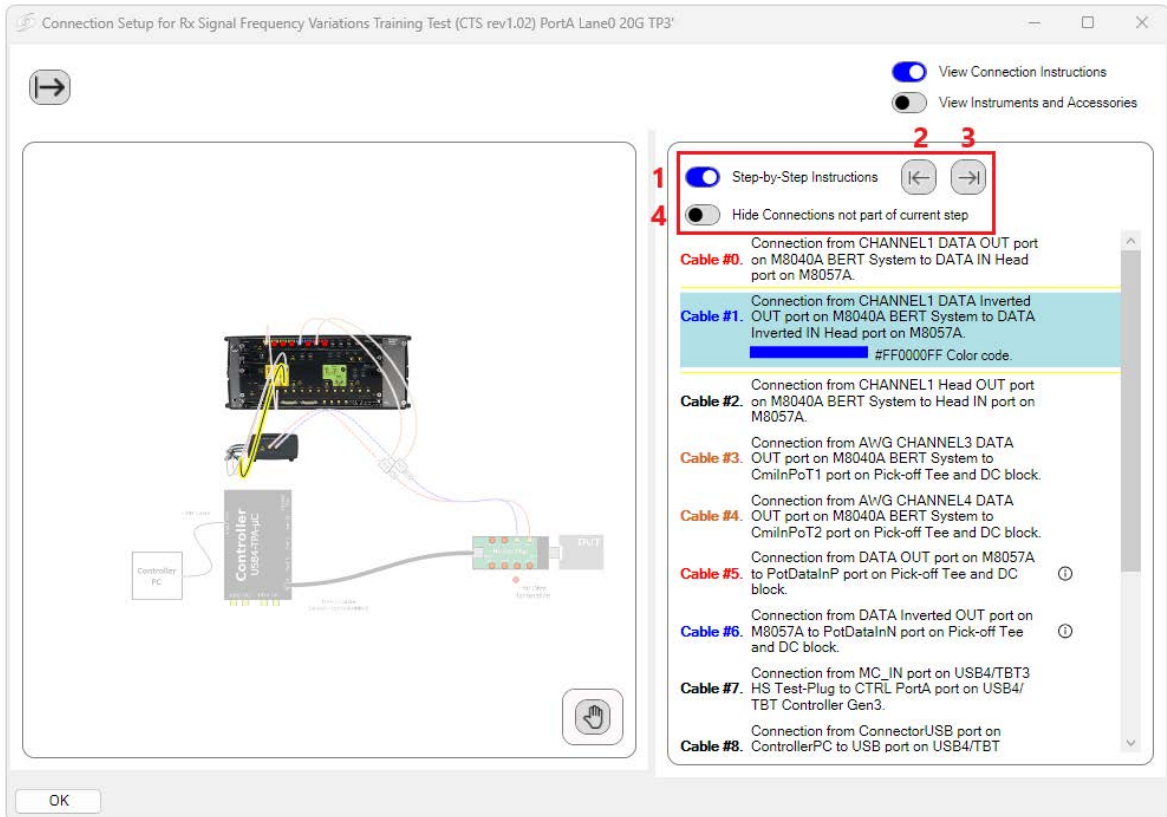 Connection Setup for Rx Signal Frequency Variations Training Test (CTS rev1.02) PortA Lane0 20G TP3'
View Connection Instructions
View Instruments and Accessories
2 3
1 Step-by-Step Instructions
4 Hide Connections not part of current step
Connection from CHANNEL1 DATA OUT port
Cable #0. on M8040A BERT System to DATA IN Head
port on M8057A.
Connection from CHANNEL1 DATA Inverted
Cable #1. OUT port on M8040A BERT System to DATA
Inverted IN Head port on M8057A.
#FF0000FF Color code.
Connection from CHANNEL1 Head OUT port
Cable #2. on M8040A BERT System to Head IN port on
M8057A.
Connection from AWG CHANNEL3 DATA
Cable #3. OUT port on M8040A BERT System to
CmiInPoT1 port on Pick-off Tee and DC block.
Connection from AWG CHANNEL4 DATA
Cable #4. OUT port on M8040A BERT System to
CmiInPoT2 port on Pick-off Tee and DC block.
Connection from DATA OUT port on M8057A
Cable #5. to PotDataInP port on Pick-off Tee and DC
block.
Connection from DATA Inverted OUT port on
Cable #6. M8057A to PotDataInN port on Pick-off Tee
and DC block.
Connection from MC_IN port on USB4/TBT3
Cable #7. HS Test-Plug to CTRL PortA port on USB4/
TBT Controller Gen3.
Connection from ConnectorUSB port on
Cable #8. ControllerPC to USB port on USB4/TBT
Controller
USB4-TPA-µC
Controller
PC
DUT
OK